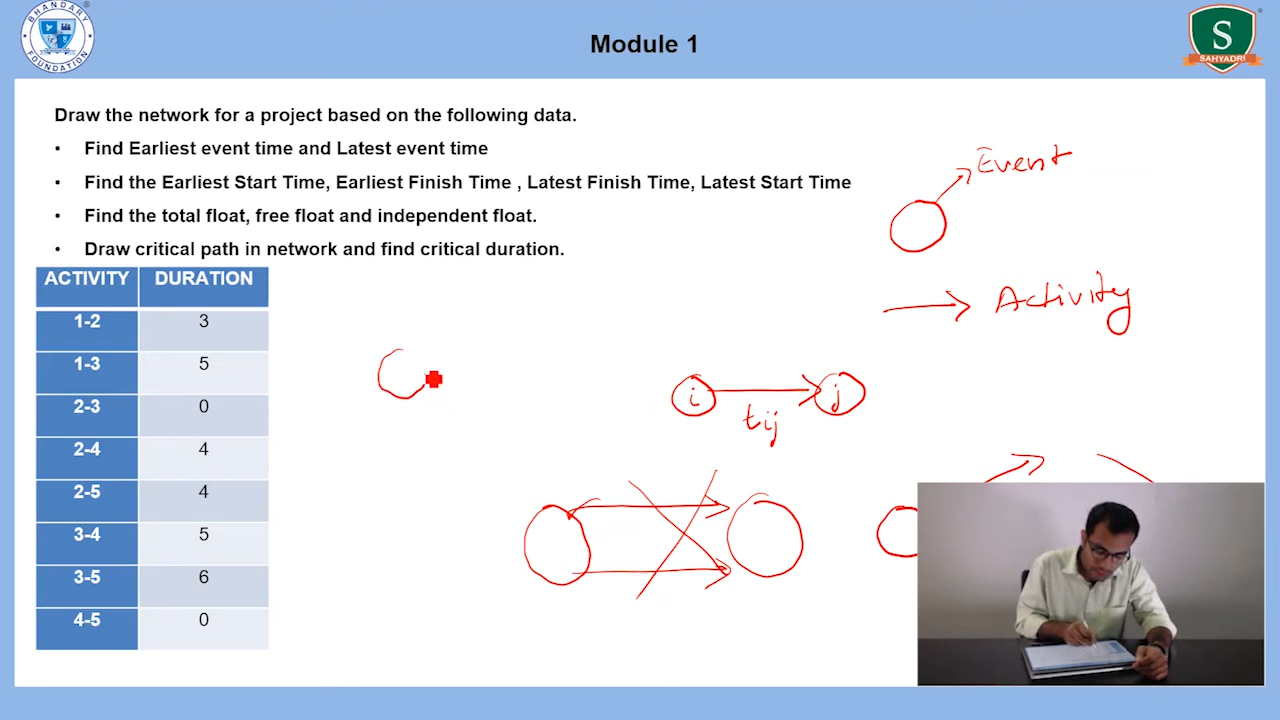 BHANDARY
FOUNDATION
®
Module 1
S
SAHYADRI
Draw the network for a project based on the following data.
• Find Earliest event time and Latest event time
• Find the Earliest Start Time, Earliest Finish Time , Latest Finish Time, Latest Start Time
• Find the total float, free float and independent float.
• Draw critical path in network and find critical duration.
ACTIVITY DURATION
1-2 3
1-3 5
2-3 0
2-4 4
2-5 4
3-4 5
3-5 6
4-5 0
Event
Activity
i j
tij